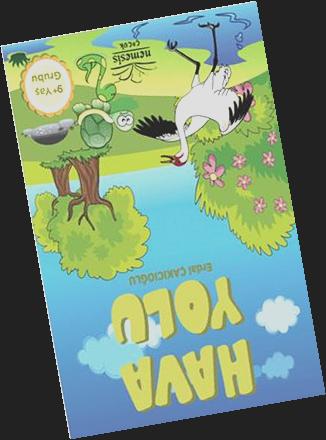 HAVA
YOLU
Erdal ÇAKICIOĞLU
9+ Yaş
Grubu
nemesis
çocuk